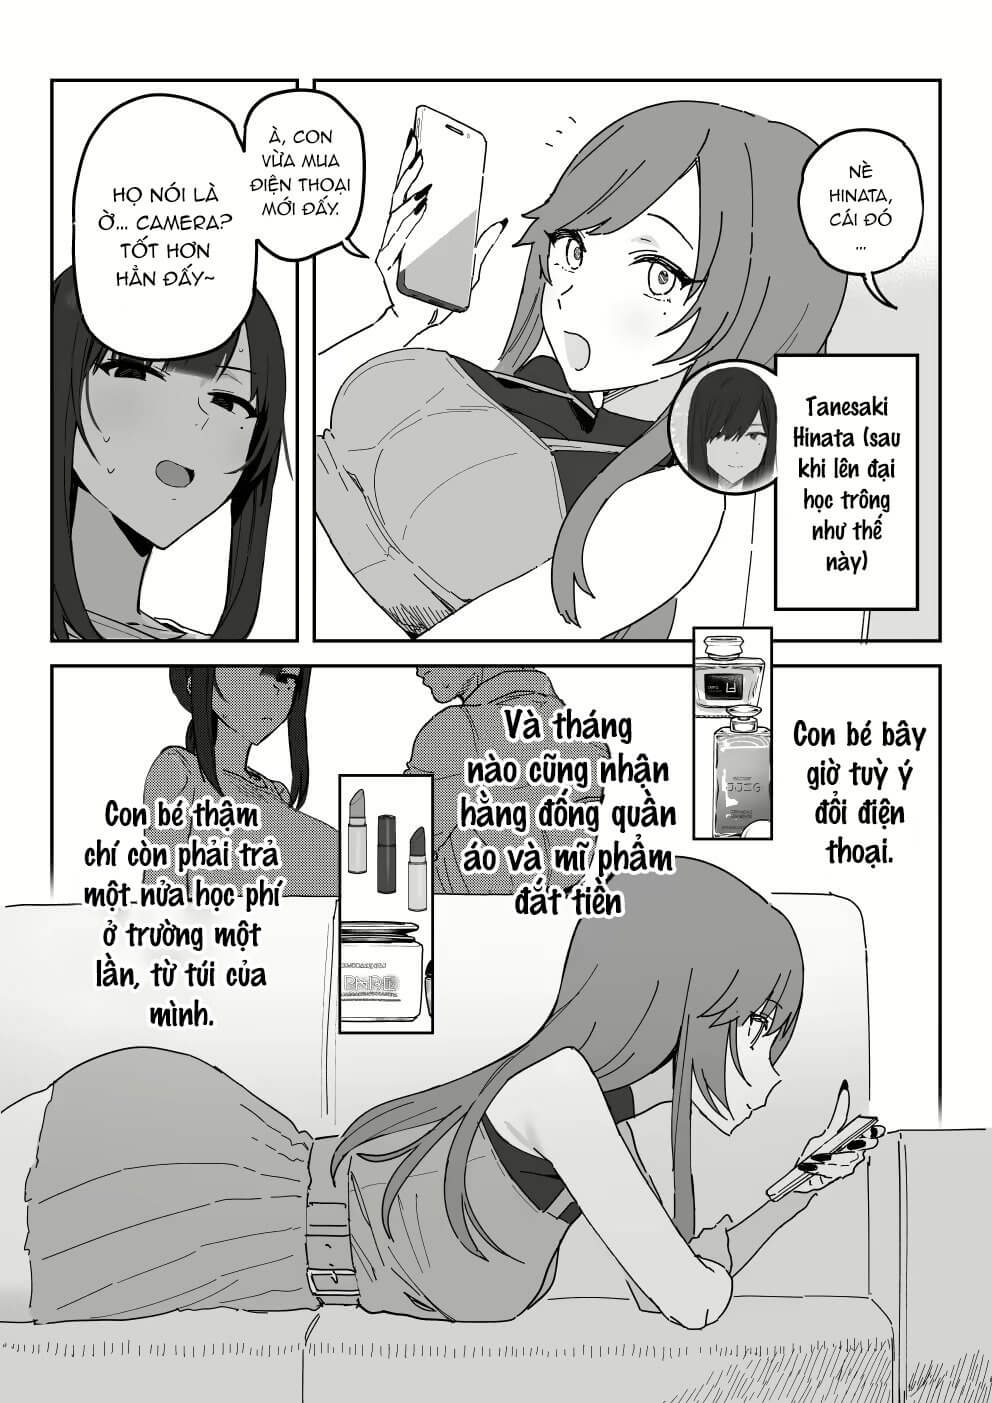 NÈ
HINATA,
CÁI ĐÓ
...
À, CON
VỪA MUA
ĐIỆN THOẠI
MỚI ĐẤY.
HỌ NÓI LÀ
Ờ... CAMERA?
TỐT HƠN
HẲN ĐẤY~
Tanesaki
Hinata (sau
khi lên đại
học trông
như thế
này)
Con bé bây
giờ tuỳ ý
đổi điện
thoại.
Và tháng
nào cũng nhận
hằng đống quần
áo và mĩ phẩm
đắt tiền
Con bé thậm
chí còn phải trả
một nửa học phí
ở trường một
lần, từ túi của
mình.